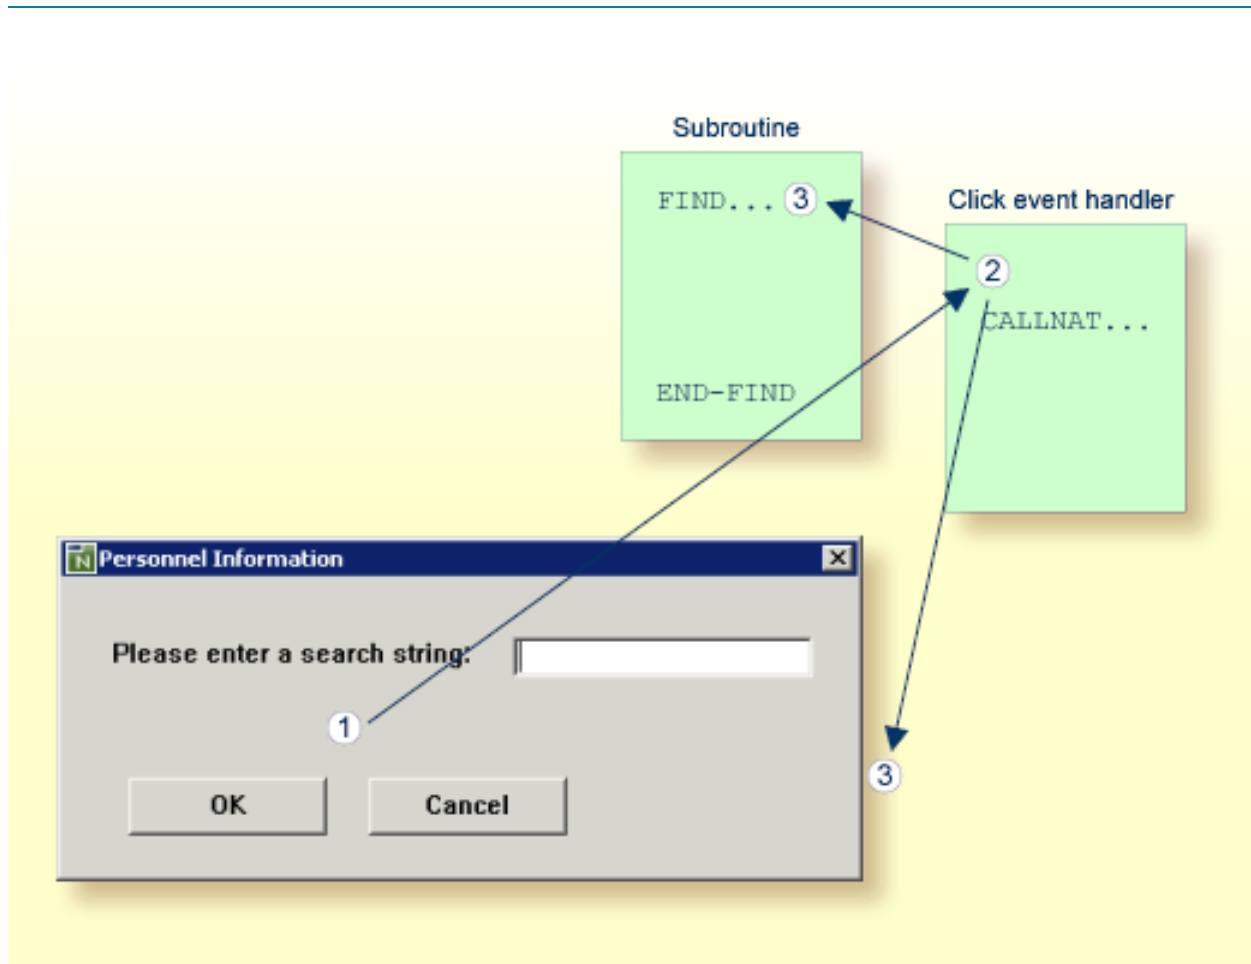 Subroutine
FIND... 3
Click event handler
2
CALLNAT...
END-FIND
Personnel Information
Please enter a search string:
1
3
OK
Cancel